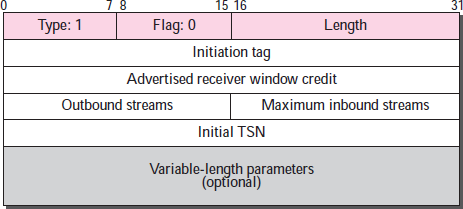 0 7 8 15 16 31
Type: 1 Flag: 0 Length
Initiation tag
Advertised receiver window credit
Outbound streams Maximum inbound streams
Initial TSN
Variable-length parameters
(optional)